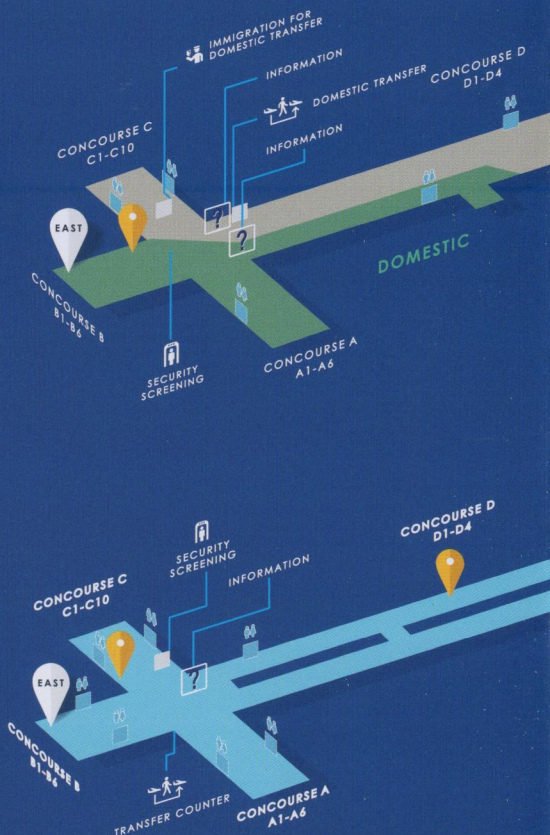 IMMIGRATION FOR
DOMESTIC TRANSFER
INFORMATION
DOMESTIC TRANSFER
CONCOURSE D
D1-D4
INFORMATION
CONCOURSE C
C1-C10
?
?
EAST
DOMESTIC
CONCOURSE B
B1-B6
CONCOURSE A
A1-A6
SECURITY
SCREENING
CONCOURSE D
D1-D4
SECURITY
SCREENING
INFORMATION
CONCOURSE C
C1-C10
?
EAST
CONCOURSE B
B1-B6
TRANSFER COUNTER
CONCOURSE A
A1-A6